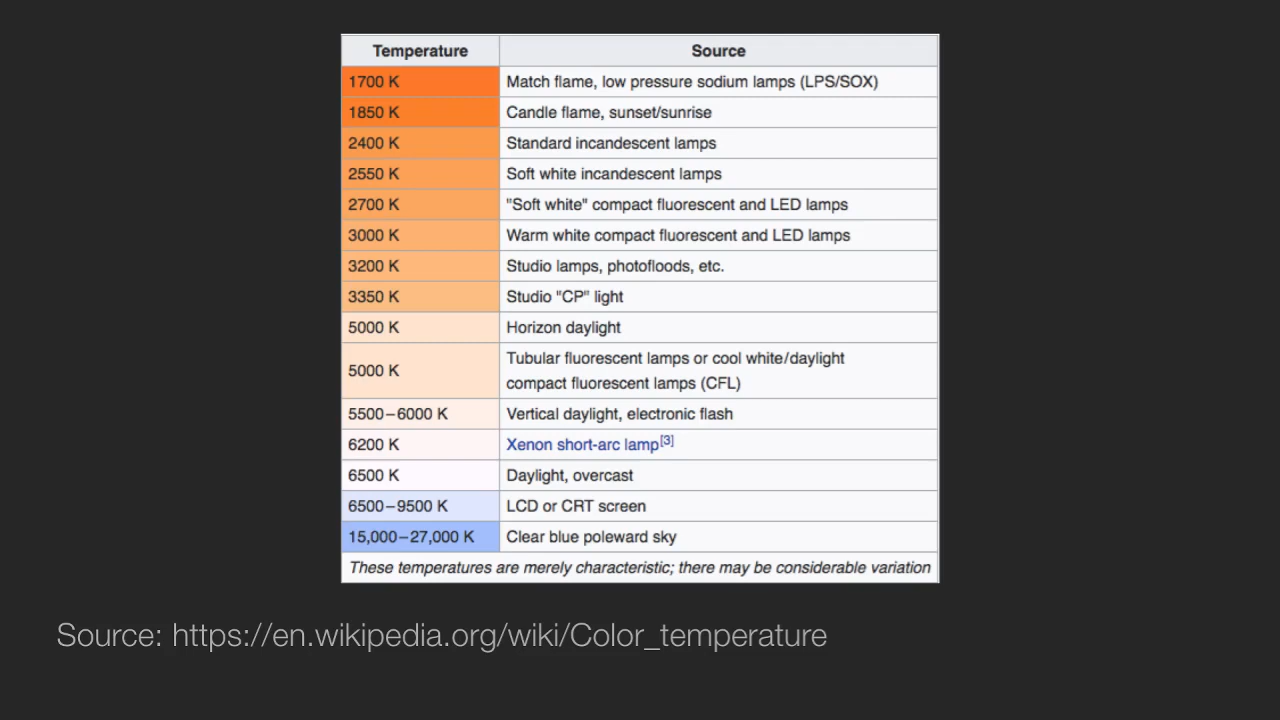 Temperature Source
1700 K Match flame, low pressure sodium lamps (LPS/SOX)
1850 K Candle flame, sunset/sunrise
2400 K Standard incandescent lamps
2550 K Soft white incandescent lamps
2700 K "Soft white" compact fluorescent and LED lamps
3000 K Warm white compact fluorescent and LED lamps
3200 K Studio lamps, photofloods, etc.
3350 K Studio "CP" light
5000 K Horizon daylight
5000 K Tubular fluorescent lamps or cool white/daylight
compact fluorescent lamps (CFL)
5500–6000 K Vertical daylight, electronic flash
6200 K Xenon short-arc lamp[3]
6500 K Daylight, overcast
6500–9500 K LCD or CRT screen
15,000–27,000 K Clear blue poleward sky
These temperatures are merely characteristic; there may be considerable variation
Source: https://en.wikipedia.org/wiki/Color_temperature